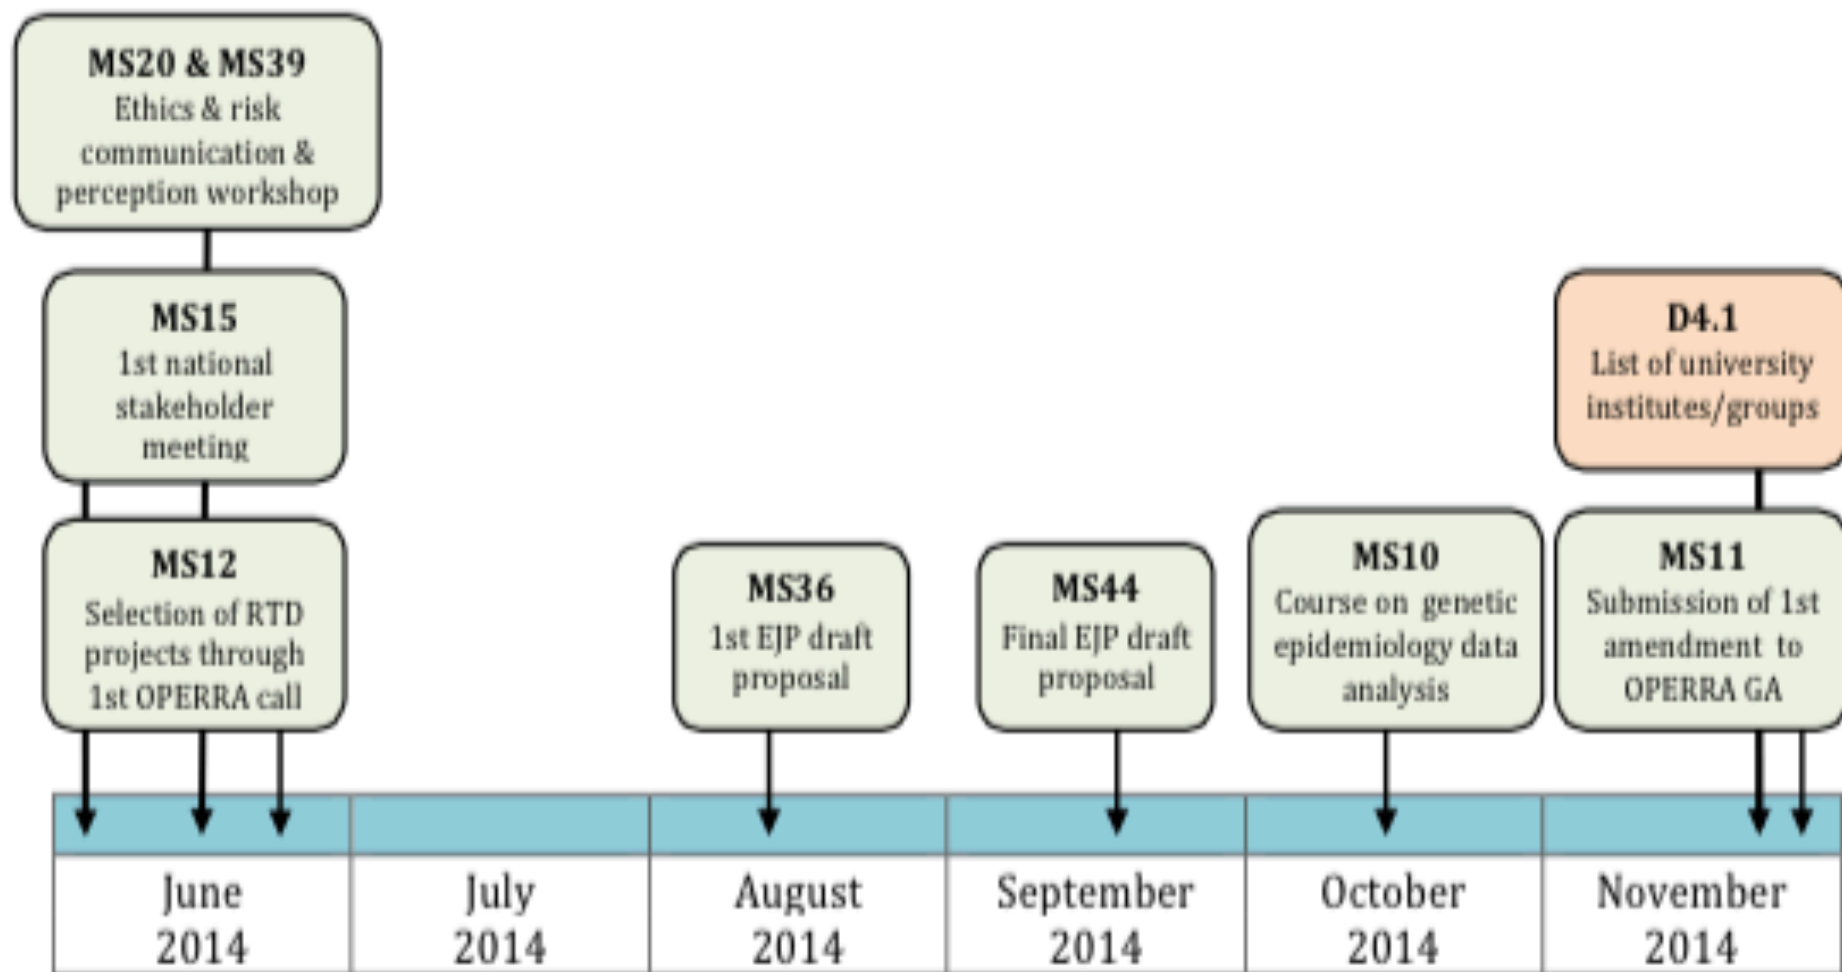 MS20 & MS39
Ethics & risk
communication &
perception workshop
MS15
1st national
stakeholder
meeting
MS12
Selection of RTD
projects through
1st OPERRA call
MS36
1st EJP draft
proposal
MS44
Final EJP draft
proposal
MS10
Course on genetic
epidemiology data
analysis
D4.1
List of university
institutes/groups
MS11
Submission of 1st
amendment to
OPERRA GA
June
2014
July
2014
August
2014
September
2014
October
2014
November
2014